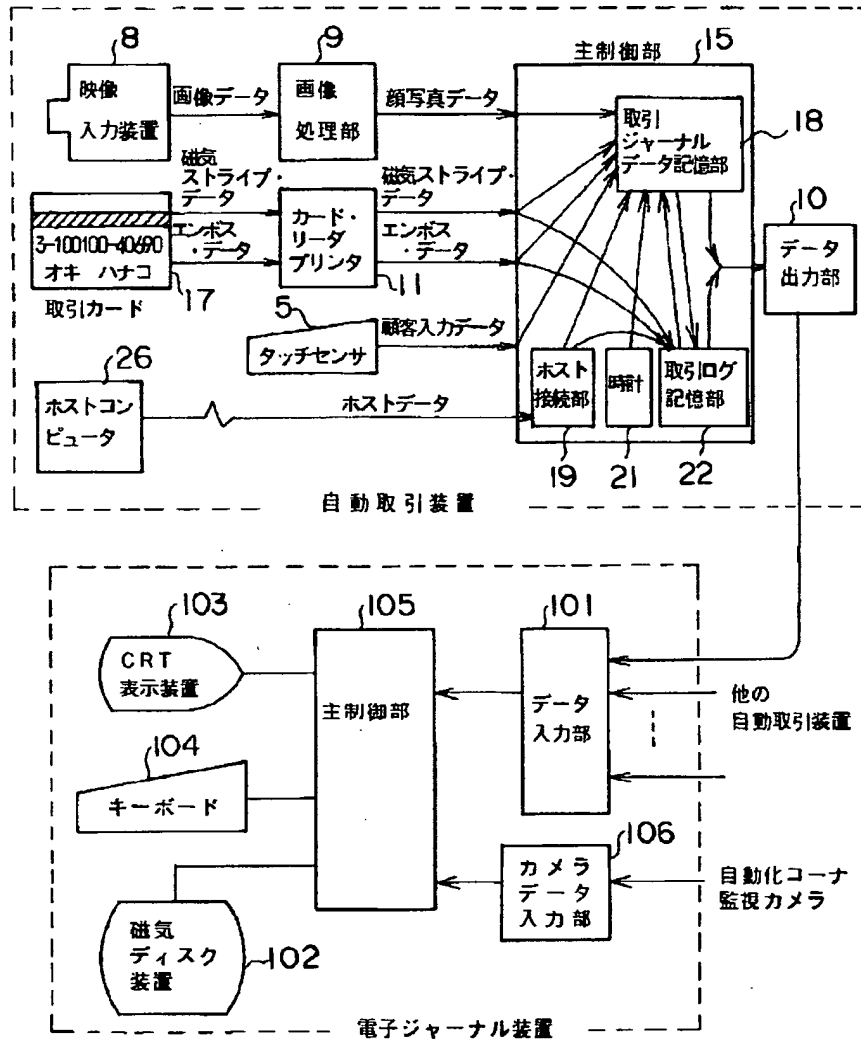 8
映像
入力装置
画像データ
9
画像
処理部
顔写真データ
主制御部
15
取引
ジャーナル
データ記憶部
18
磁気
ストライプ・
データ
エンボス
・データ
3-100100-40690
オキ ハナコ
17
取引カード
カード・
リーダ
プリンタ
11
磁気ストライプ・
データ
エンボス
・データ
10
データ
出力部
5
タッチセンサ
顧客入力データ
26
ホストコン
ピュータ
ホストデータ
ホスト
接続部
19
時計
21
取引ログ
記憶部
22
自動取引装置
103
CRT
表示装置
105
主制御部
101
データ
入力部
他の
自動取引装置
104
キーボード
106
カメラ
データ
入力部
自動化コーナ
監視カメラ
磁気
ディスク
装置
102
電子ジャーナル装置